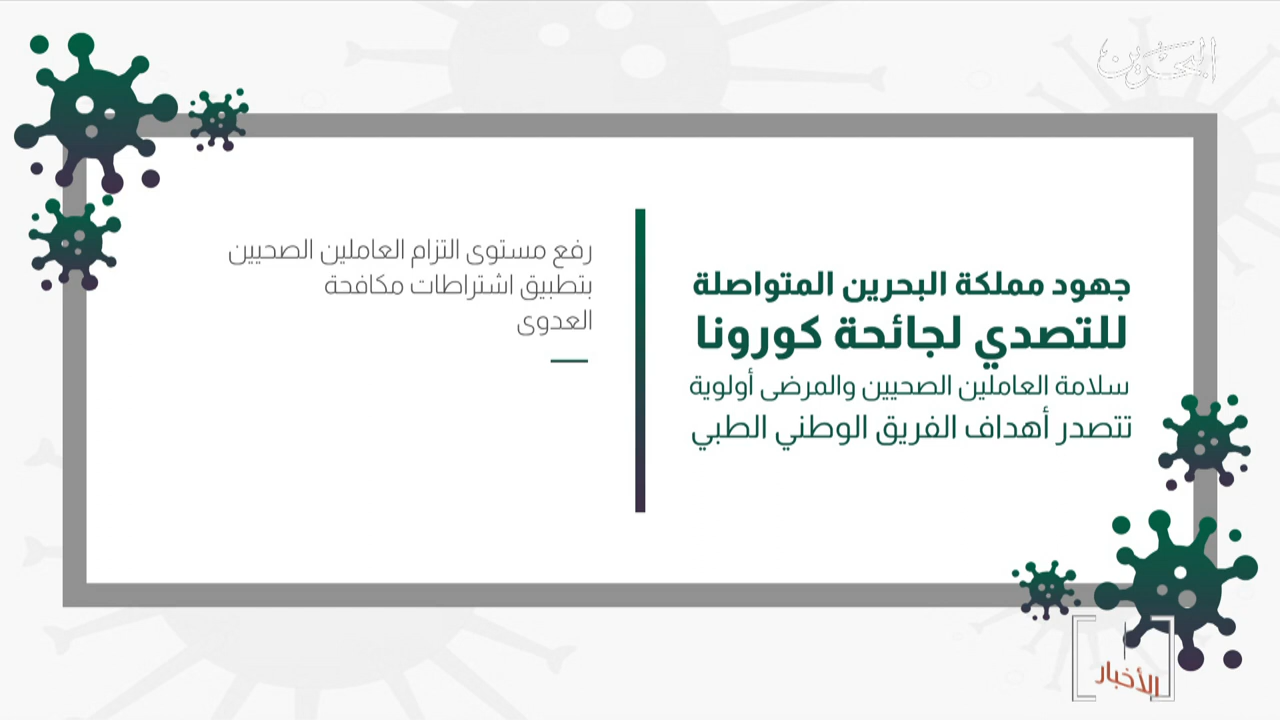 البحرين
جهود مملكة البحرين المتواصلة
للتصدي لجائحة كورونا
سلامة العاملين الصحيين والمرضى أولوية
تتصدر أهداف الفريق الوطني الطبي
رفع مستوى التزام العاملين الصحيين
بتطبيق اشتراطات مكافحة
العدوى
الأخبار